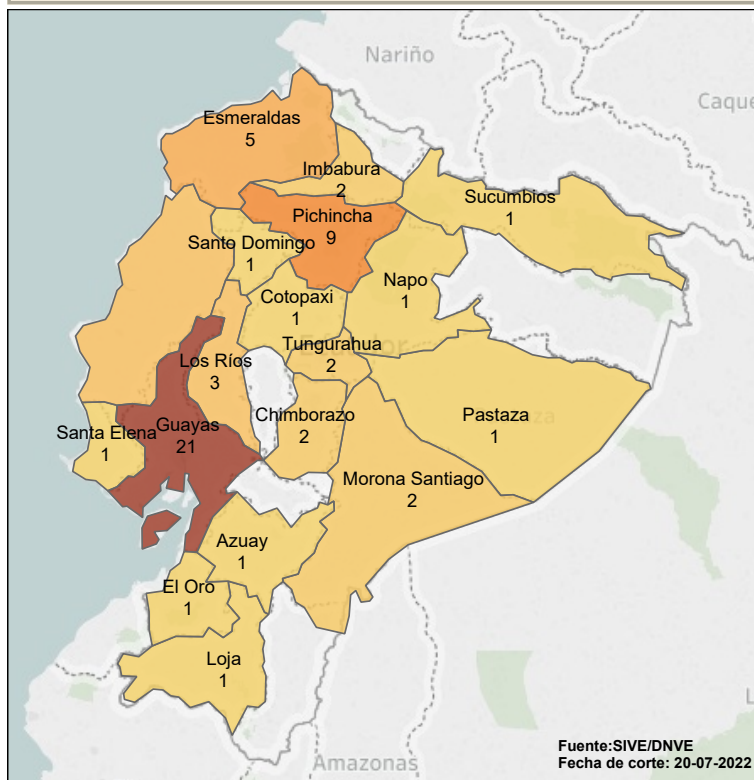 Nariño
Esmeraldas
5
Imbabura
2
Sucumbios
1
Pichincha
9
Santo Domingo
1
Napo
1
Cotopaxi
1
Tungurahua
2
Los Ríos
3
Chimborazo
2
Pastaza
1
Santa Elena
1
Guayas
21
Morona Santiago
2
Azuay
1
El Oro
1
Loja
1
Amazonas
Fuente:SIVE/DNVE
Fecha de corte: 20-07-2022